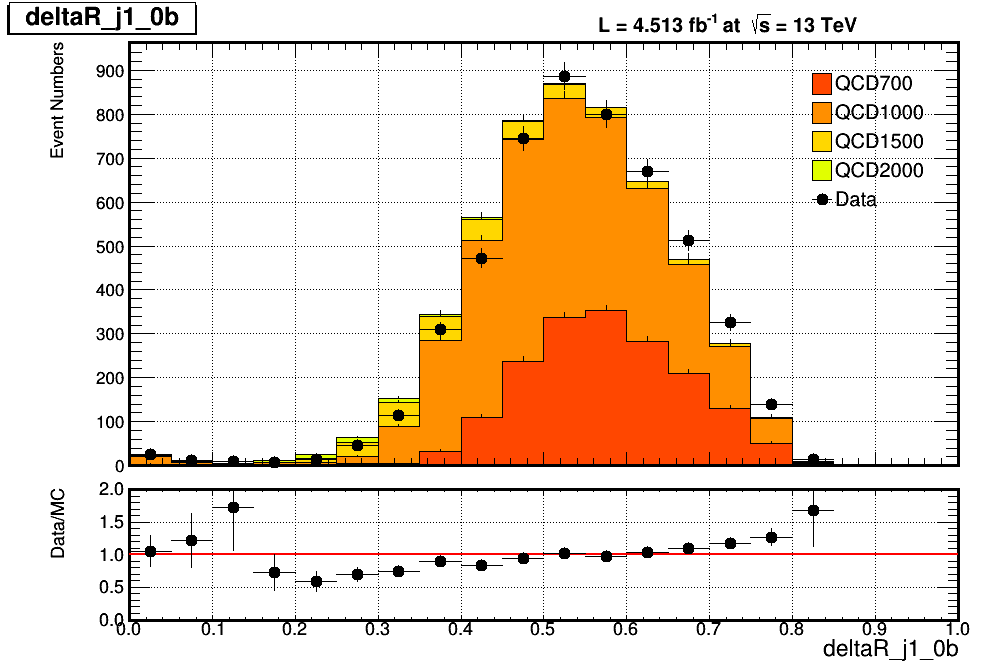 deltaR_j1_0b
L = 4.513 fb⁻¹ at √s = 13 TeV
Event Numbers
900
800
700
600
500
400
300
200
100
0
QCD700
QCD1000
QCD1500
QCD2000
Data
Data/MC
2.0
1.5
1.0
0.5
0.0
0.0 0.1 0.2 0.3 0.4 0.5 0.6 0.7 0.8 0.9 1.0
deltaR_j1_0b